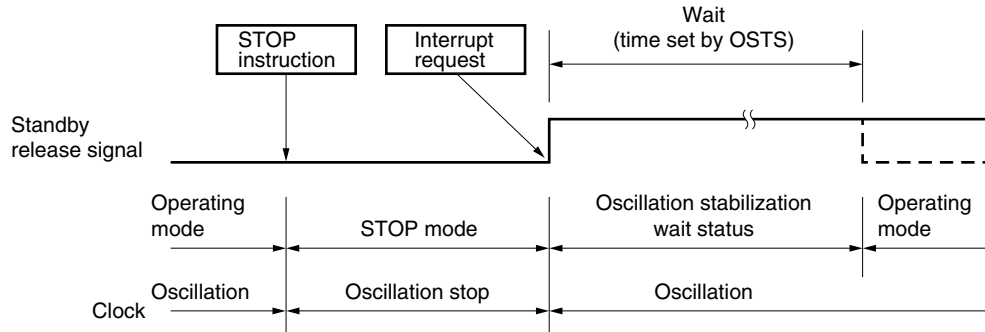 Wait
(time set by OSTS)
STOP
instruction
Interrupt
request
Standby
release signal
Operating
mode
STOP mode
Oscillation stabilization
wait status
Operating
mode
Clock
Oscillation
Oscillation stop
Oscillation